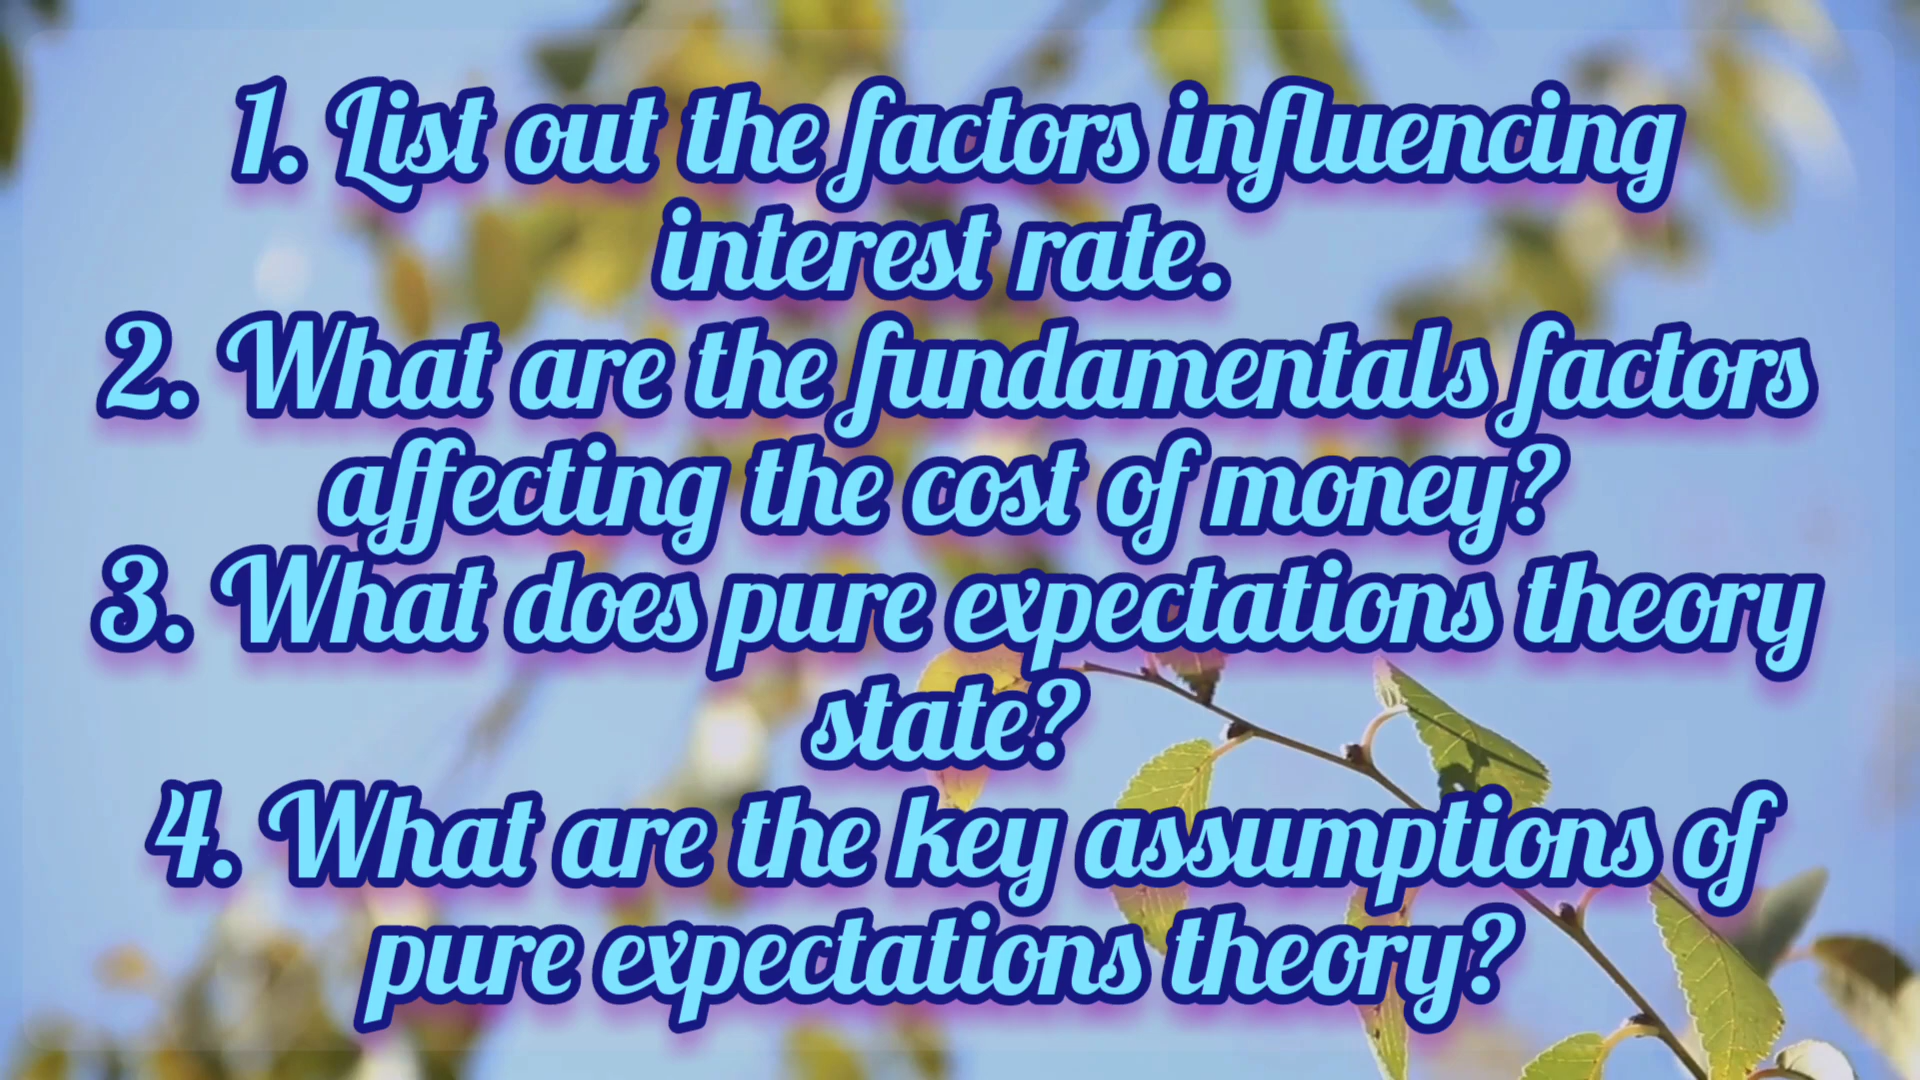 1. List out the factors influencing
interest rate.
2. What are the fundamentals factors
affecting the cost of money?
3. What does pure expectations theory
state?
4. What are the key assumptions of
pure expectations theory?